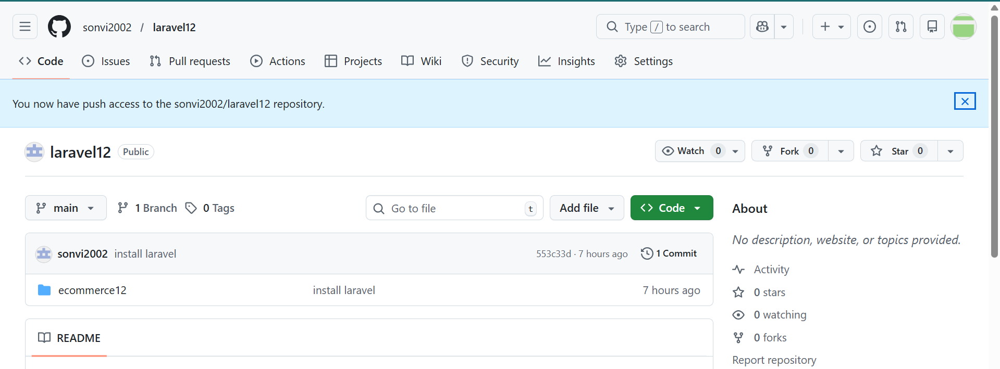 sonvi2002 / laravel12
Type / to search
Code
Issues
Pull requests
Actions
Projects
Wiki
Security
Insights
Settings
You now have push access to the sonvi2002/laravel12 repository.
laravel12 Public
Watch 0
Fork 0
Star 0
main
1 Branch
0 Tags
Go to file t
Add file
Code
About
No description, website, or topics provided.
sonvi2002 install laravel 553c33d · 7 hours ago 1 Commit
ecommerce12 install laravel 7 hours ago
README
Activity
0 stars
0 watching
0 forks
Report repository